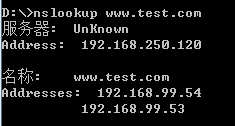 D:\>nslookup www.test.com
服务器:  UnKnown
Address:  192.168.250.120
名称:    www.test.com
Addresses:  192.168.99.54
          192.168.99.53